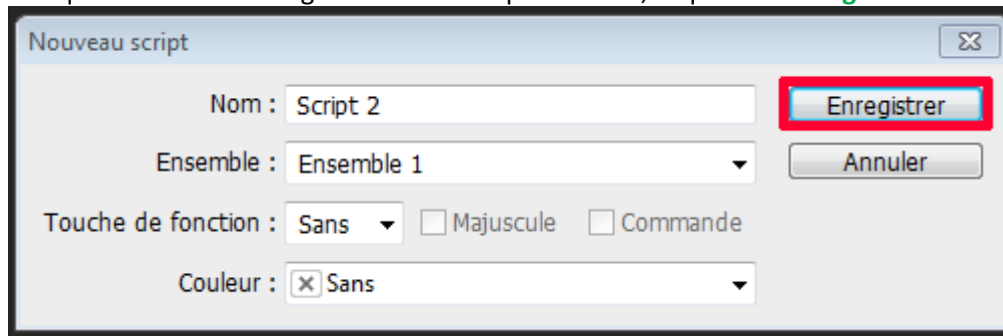 Nouveau script
Nom : Script 2 Enregistrer
Ensemble : Ensemble 1 Annuler
Touche de fonction : Sans Majuscule Commande
Couleur : Sans